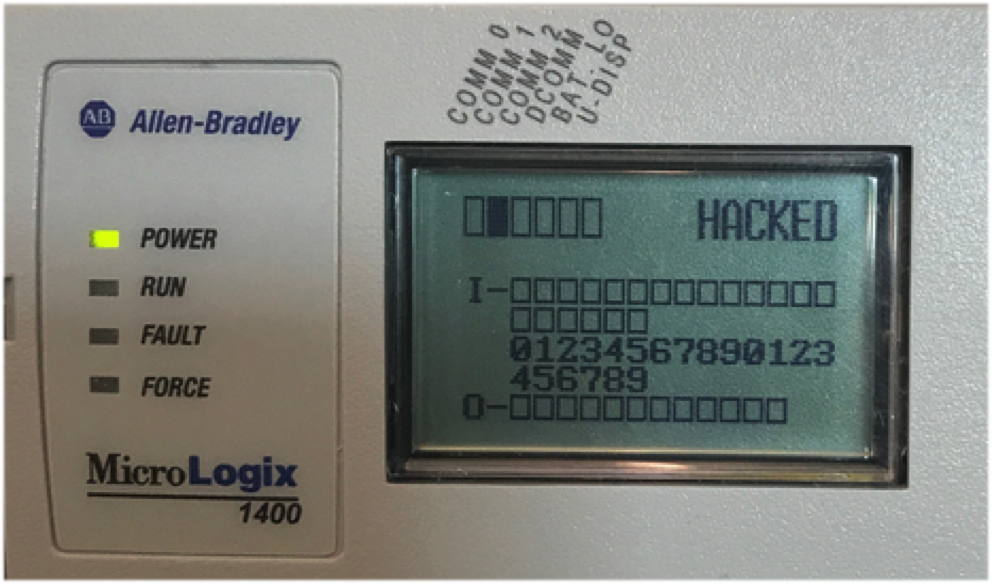 COMM 0
COMM 1
COMM 2
DCOMM
BAT. LO
U-DISP
AB Allen-Bradley
POWER
RUN
FAULT
FORCE
MicroLogix
1400
HACKED
I-
01234567890123
456789
O-